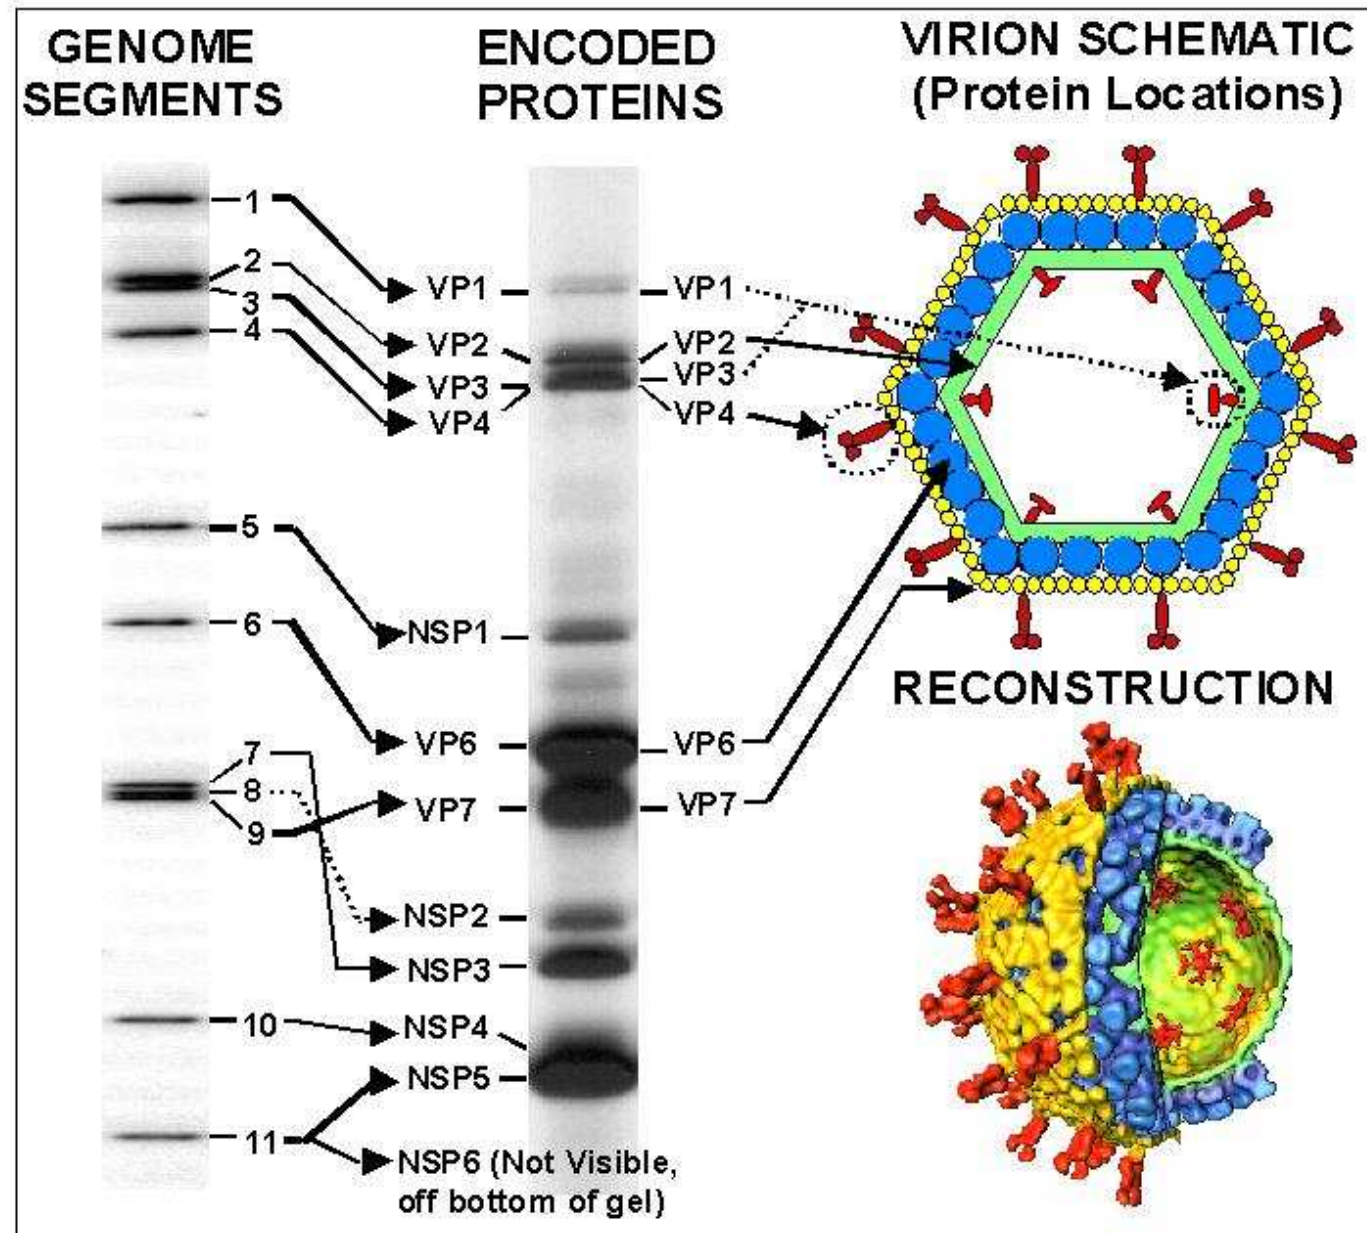 GENOME
SEGMENTS
ENCODED
PROTEINS
VIRION SCHEMATIC
(Protein Locations)
1
2
3
4
5
6
7
8
9
10
11
VP1
VP2
VP3
VP4
NSP1
VP6
VP7
NSP2
NSP3
NSP4
NSP5
NSP6 (Not Visible,
off bottom of gel)
VP1
VP2
VP3
VP4
VP6
VP7
RECONSTRUCTION